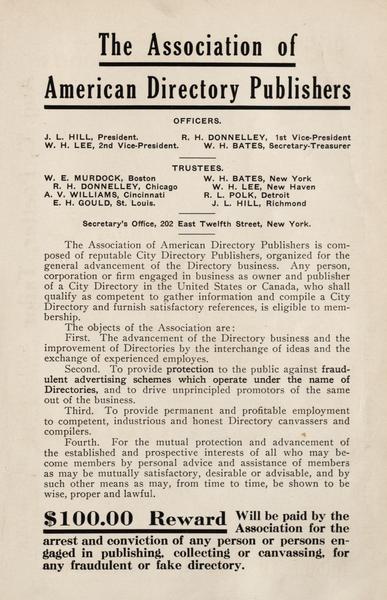 The Association of
American Directory Publishers
OFFICERS.
J. L. HILL, President. R. H. DONNELLEY, 1st Vice-President
W. H. LEE, 2nd Vice-President. W. H. BATES, Secretary-Treasurer
TRUSTEES.
W. E. MURDOCK, Boston W. H. BATES, New York
R. H. DONNELLEY, Chicago W. H. LEE, New Haven
A. V. WILLIAMS, Cincinnati R. L. POLK, Detroit
E. H. GOULD, St. Louis. J. L. HILL, Richmond
Secretary's Office, 202 East Twelfth Street, New York.
The Association of American Directory Publishers is com-
posed of reputable City Directory Publishers, organized for the
general advancement of the Directory business. Any person,
corporation or firm engaged in business as owner and publisher
of a City Directory in the United States or Canada, who shall
qualify as competent to gather information and compile a City
Directory and furnish satisfactory references, is eligible to mem-
bership.
The objects of the Association are:
First. The advancement of the Directory business and the
improvement of Directories by the interchange of ideas and the
exchange of experienced employes.
Second. To provide protection to the public against fraud-
ulent advertising schemes which operate under the name of
Directories, and to drive unprincipled promotors of the same
out of the business.
Third. To provide permanent and profitable employment
to competent, industrious and honest Directory canvassers and
compilers.
Fourth. For the mutual protection and advancement of
the established and prospective interests of all who may be-
come members by personal advice and assistance of members
as may be mutually satisfactory, desirable or advisable, and by
such other means as may, from time to time, be shown to be
wise, proper and lawful.
$100.00 Reward Will be paid by the
Association for the
arrest and conviction of any person or persons en-
gaged in publishing, collecting or canvassing, for
any fraudulent or fake directory.